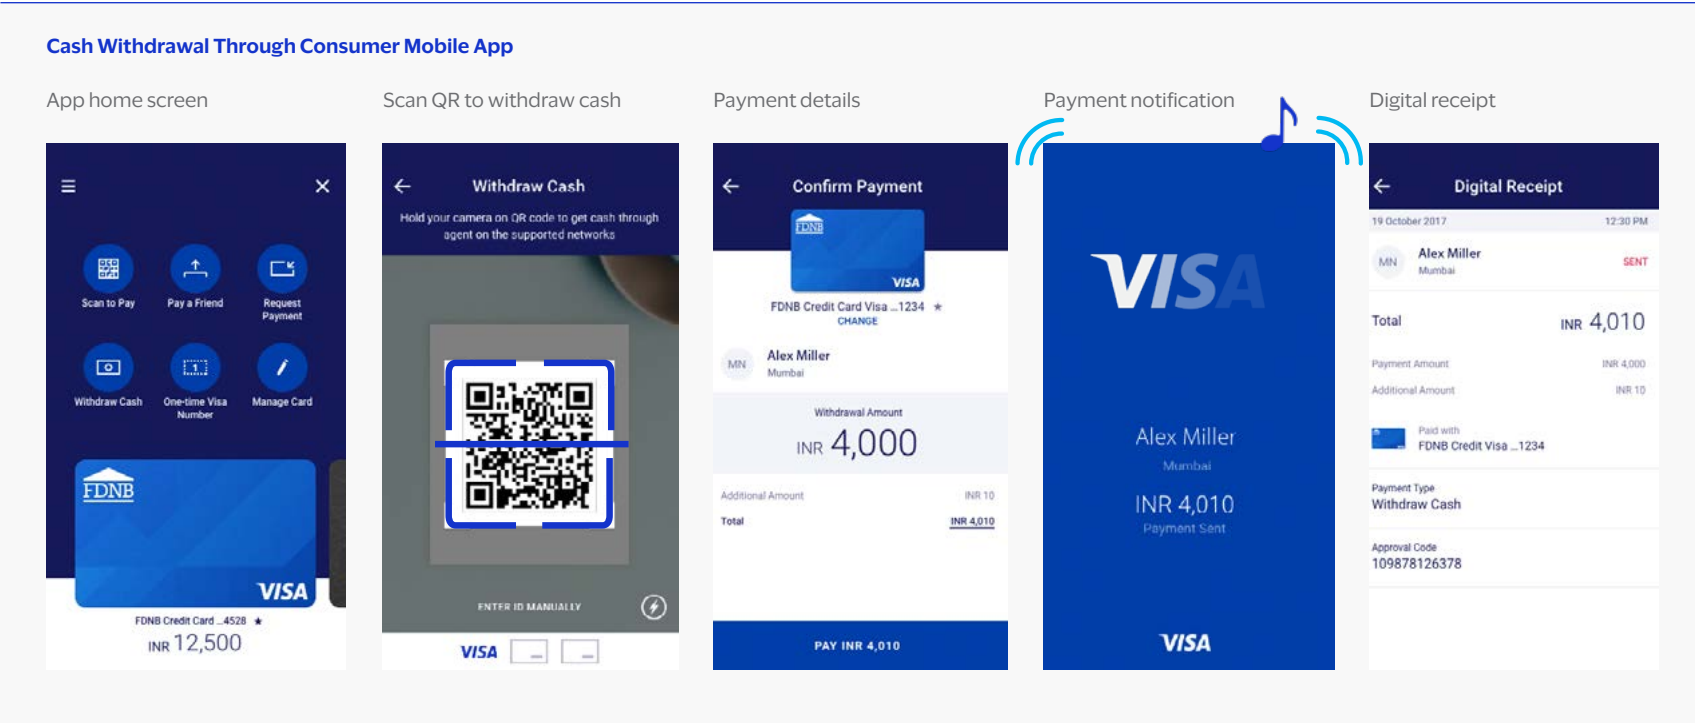 Cash Withdrawal Through Consumer Mobile App
App home screen
Scan to Pay
Pay a Friend
Request
Payment
Withdraw Cash
One-time Visa
Number
Manage Card
FDNB
VISA
FDNB Credit Card ...4528 ★
INR 12,500
Scan QR to withdraw cash
Withdraw Cash
Hold your camera on QR code to get cash through
agent on the supported networks
ENTER ID MANUALLY
VISA
Payment details
Confirm Payment
FDNB
VISA
FDNB Credit Card Visa ...1234 ★
CHANGE
MN
Alex Miller
Mumbai
Withdrawal Amount
INR 4,000
Additional Amount INR 10
Total INR 4,010
PAY INR 4,010
Payment notification
VISA
Alex Miller
Mumbai
INR 4,010
Payment Sent
VISA
Digital receipt
Digital Receipt
19 October 2017 12:30 PM
MN
Alex Miller
Mumbai
SENT
Total INR 4,010
Payment Amount INR 4,000
Additional Amount INR 10
Paid with
FDNB Credit Visa ...1234
Payment Type
Withdraw Cash
Approval Code
109878126378